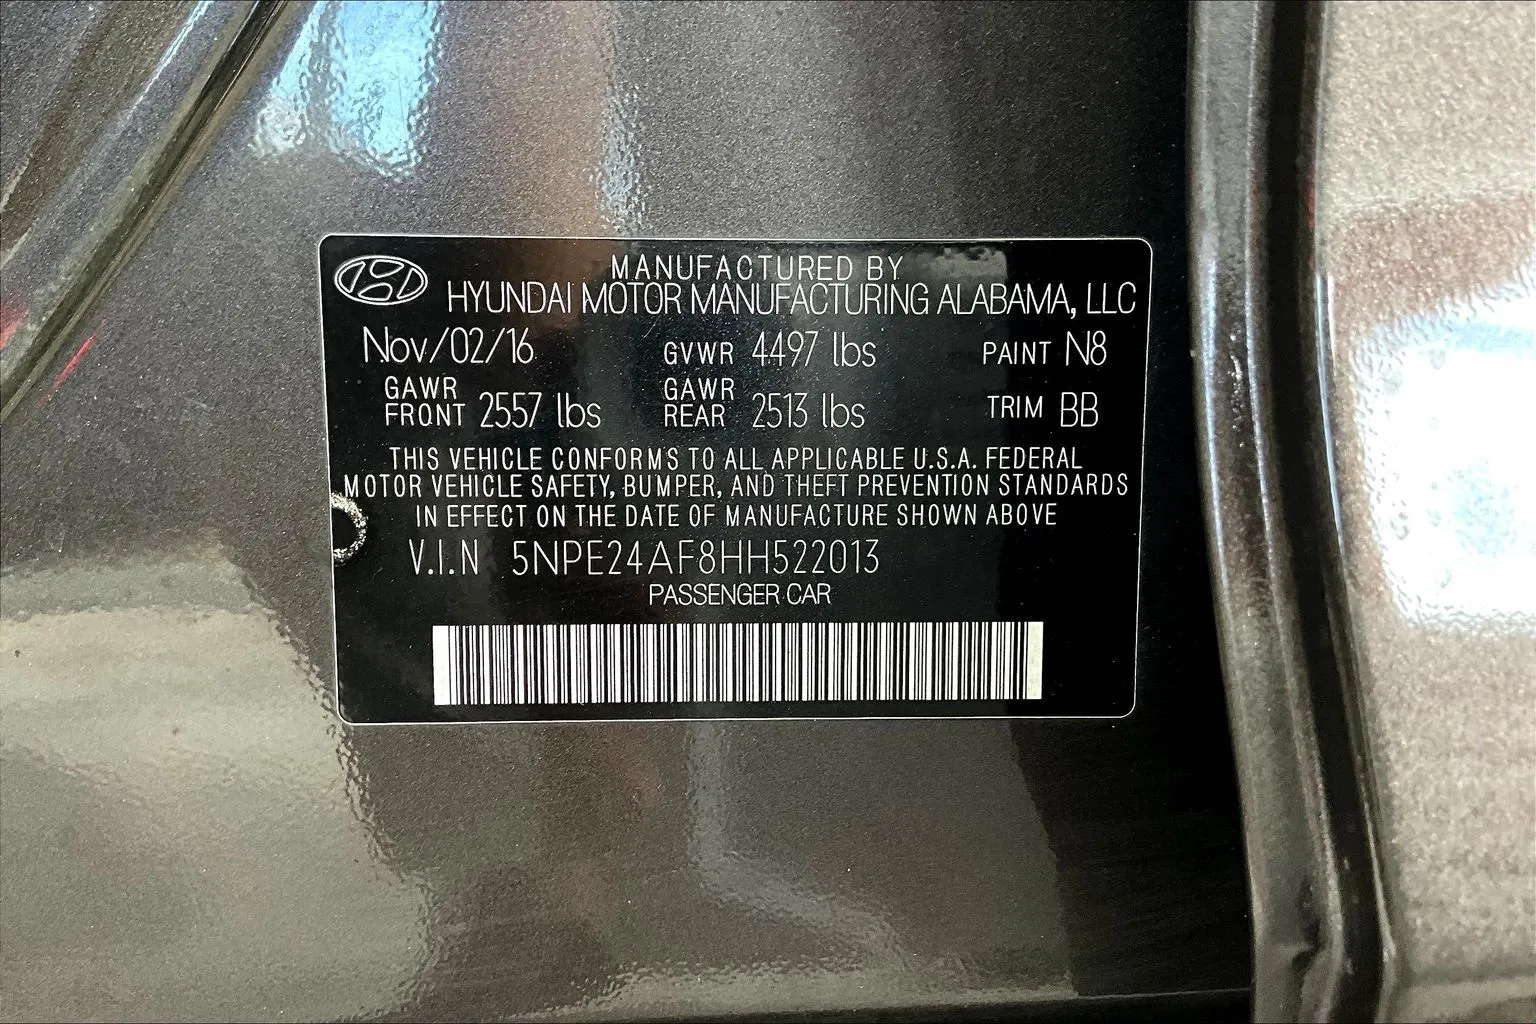 MANUFACTURED BY
HYUNDAI MOTOR MANUFACTURING ALABAMA, LLC
Nov/02/16 GVWR 4497 lbs PAINT N8
GAWR FRONT 2557 lbs GAWR REAR 2513 lbs TRIM BB
THIS VEHICLE CONFORMS TO ALL APPLICABLE U.S.A. FEDERAL
MOTOR VEHICLE SAFETY, BUMPER, AND THEFT PREVENTION STANDARDS
IN EFFECT ON THE DATE OF MANUFACTURE SHOWN ABOVE
V.I.N 5NPE24AF8HH522013
PASSENGER CAR